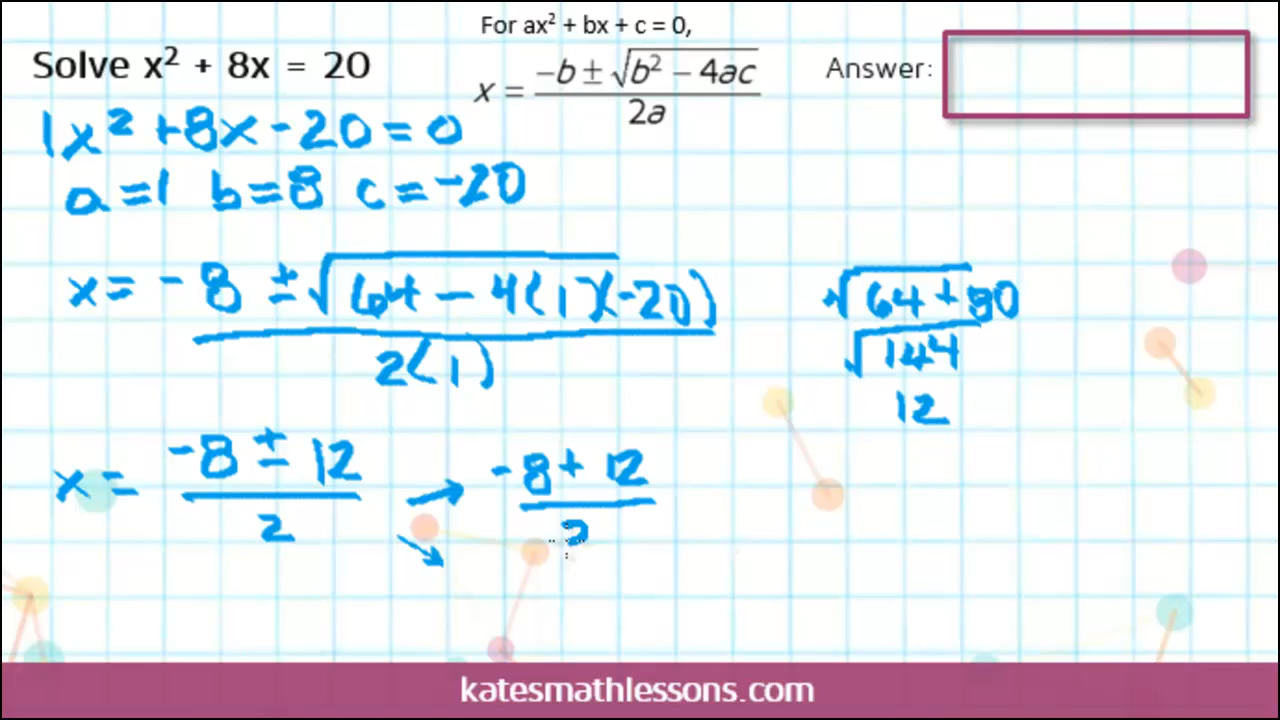 For ax² + bx + c = 0,
Solve x² + 8x = 20
x = (-b ± √(b² − 4ac)) / 2a
Answer:
1x² + 8x - 20 = 0
a = 1 b = 8 c = -20
x = (-8 ± √(64 - 4(1)(-20))) / 2(1)
√64 + 80
√144
12
x = (-8 ± 12) / 2 → (-8 + 12) / 2
katesmathlessons.com